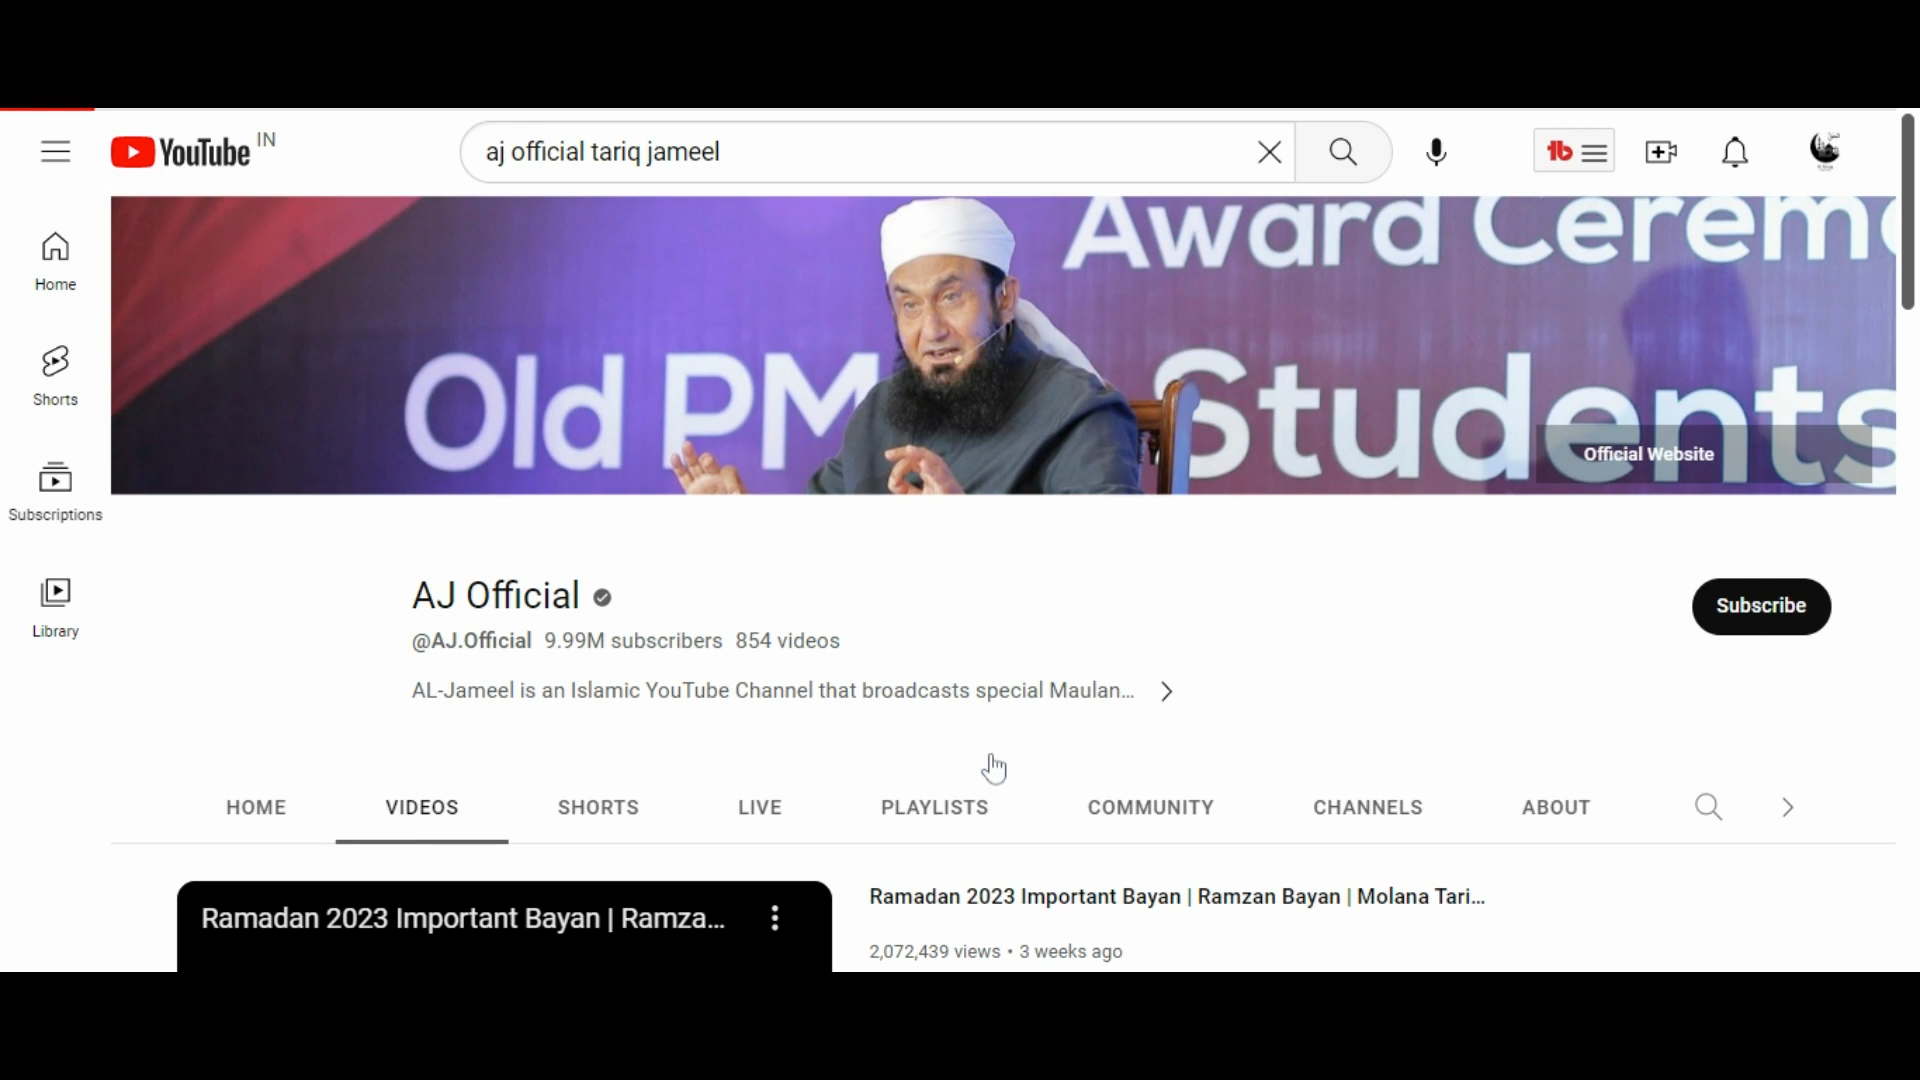 YouTube IN
aj official tariq jameel
Home
Shorts
Subscriptions
Library
Award Ceremo
Old PM Students
Official Website
AJ Official
@AJ.Official 9.99M subscribers 854 videos
AL-Jameel is an Islamic YouTube Channel that broadcasts special Maulan...
Subscribe
HOME VIDEOS SHORTS LIVE PLAYLISTS COMMUNITY CHANNELS ABOUT
Ramadan 2023 Important Bayan | Ramza...
Ramadan 2023 Important Bayan | Ramzan Bayan | Molana Tari...
2,072,439 views • 3 weeks ago